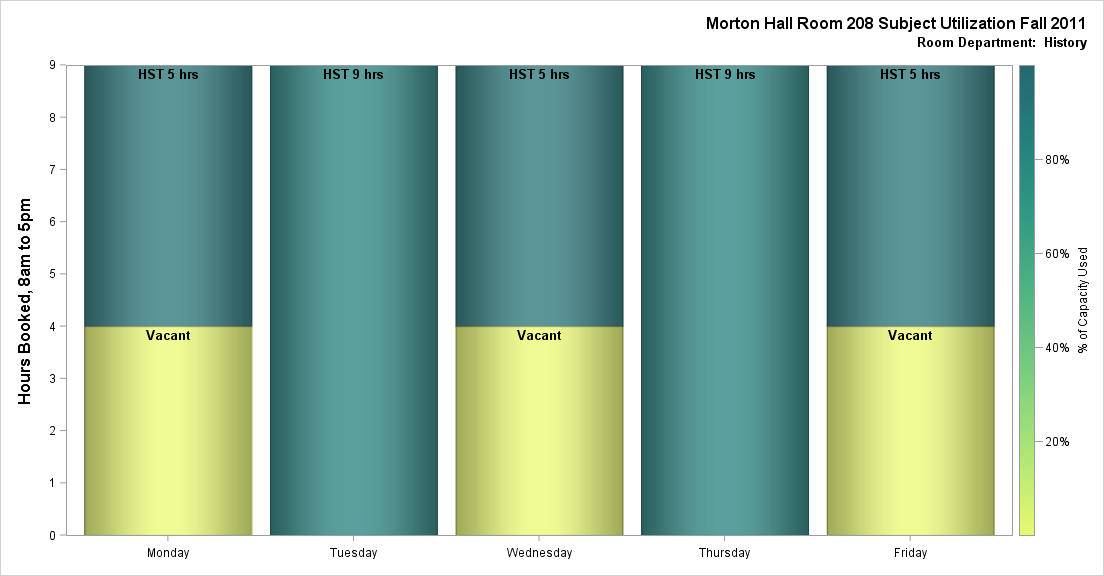 Morton Hall Room 208 Subject Utilization Fall 2011
Room Department:  History
Hours Booked, 8am to 5pm
9
8
7
6
5
4
3
2
1
0
HST 5 hrs
HST 9 hrs
HST 5 hrs
HST 9 hrs
HST 5 hrs
Vacant
Vacant
Vacant
Monday
Tuesday
Wednesday
Thursday
Friday
80%
60%
40%
20%
% of Capacity Used